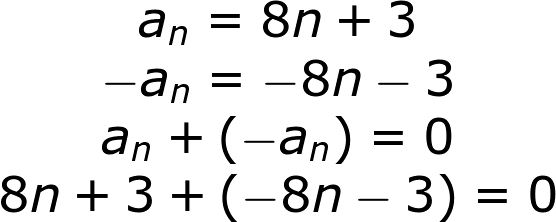 aₙ = 8n + 3
−aₙ = −8n − 3
aₙ + (−aₙ) = 0
8n + 3 + (−8n − 3) = 0